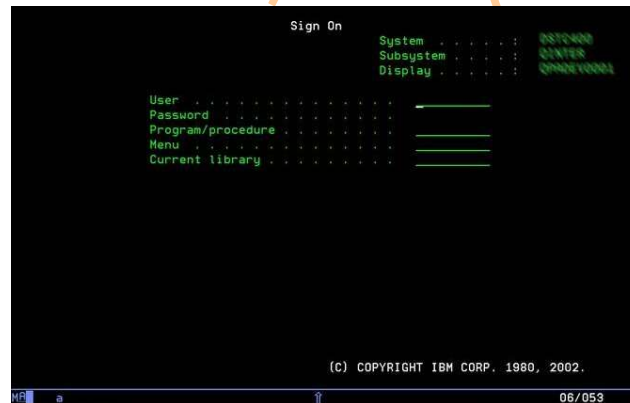 Sign On
System . . . . . :
Subsystem . . . . :
Display . . . . . :
User . . . . . . . . . . . . . .
Password . . . . . . . . . . . .
Program/procedure . . . . . . . .
Menu . . . . . . . . . . . . . .
Current library . . . . . . . . .
(C) COPYRIGHT IBM CORP. 1980, 2002.
MA a 06/053